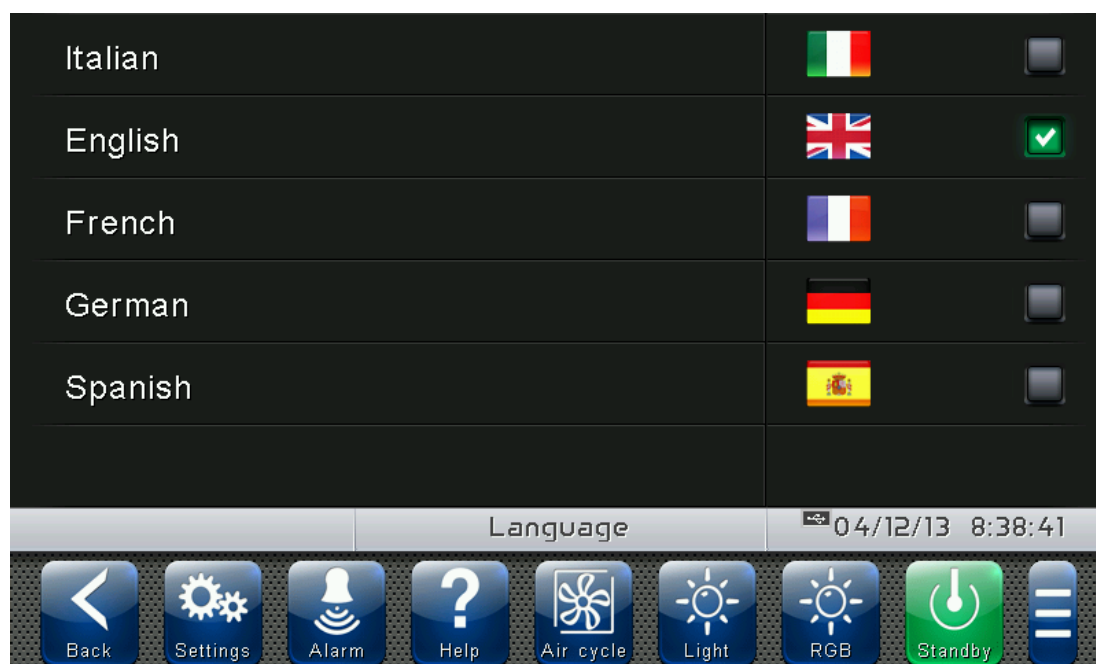 Italian
English
French
German
Spanish
Language
04/12/13 8:38:41
Back Settings Alarm Help Air cycle Light RGB Standby